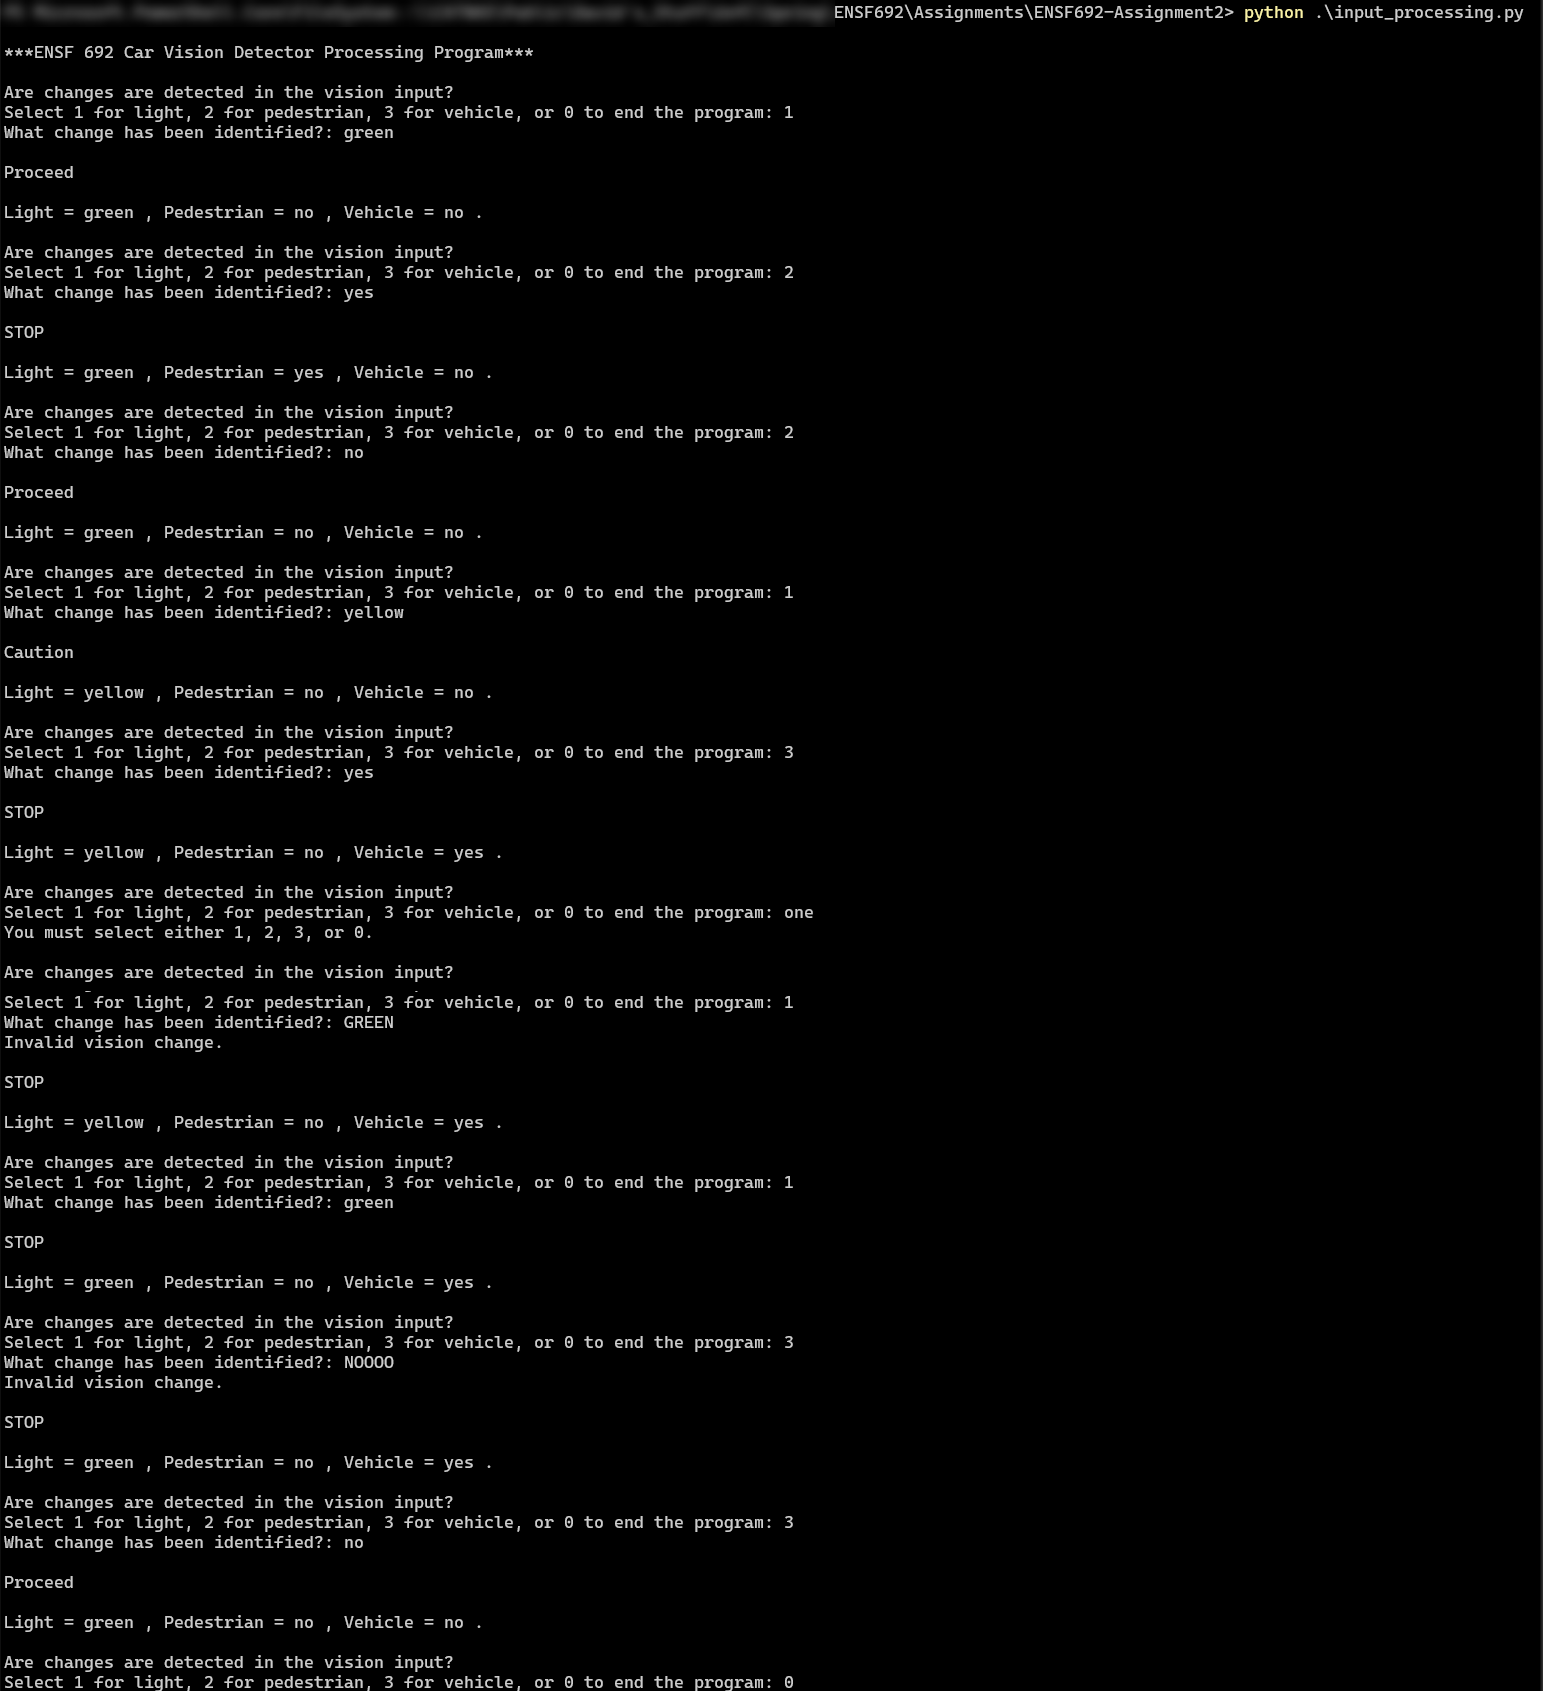 ENSF692\Assignments\ENSF692-Assignment2> python .\input_processing.py
***ENSF 692 Car Vision Detector Processing Program***
Are changes are detected in the vision input?
Select 1 for light, 2 for pedestrian, 3 for vehicle, or 0 to end the program: 1
What change has been identified?: green
Proceed
Light = green , Pedestrian = no , Vehicle = no .
Are changes are detected in the vision input?
Select 1 for light, 2 for pedestrian, 3 for vehicle, or 0 to end the program: 2
What change has been identified?: yes
STOP
Light = green , Pedestrian = yes , Vehicle = no .
Are changes are detected in the vision input?
Select 1 for light, 2 for pedestrian, 3 for vehicle, or 0 to end the program: 2
What change has been identified?: no
Proceed
Light = green , Pedestrian = no , Vehicle = no .
Are changes are detected in the vision input?
Select 1 for light, 2 for pedestrian, 3 for vehicle, or 0 to end the program: 1
What change has been identified?: yellow
Caution
Light = yellow , Pedestrian = no , Vehicle = no .
Are changes are detected in the vision input?
Select 1 for light, 2 for pedestrian, 3 for vehicle, or 0 to end the program: 3
What change has been identified?: yes
STOP
Light = yellow , Pedestrian = no , Vehicle = yes .
Are changes are detected in the vision input?
Select 1 for light, 2 for pedestrian, 3 for vehicle, or 0 to end the program: one
You must select either 1, 2, 3, or 0.
Are changes are detected in the vision input?
Select 1 for light, 2 for pedestrian, 3 for vehicle, or 0 to end the program: 1
What change has been identified?: GREEN
Invalid vision change.
STOP
Light = yellow , Pedestrian = no , Vehicle = yes .
Are changes are detected in the vision input?
Select 1 for light, 2 for pedestrian, 3 for vehicle, or 0 to end the program: 1
What change has been identified?: green
STOP
Light = green , Pedestrian = no , Vehicle = yes .
Are changes are detected in the vision input?
Select 1 for light, 2 for pedestrian, 3 for vehicle, or 0 to end the program: 3
What change has been identified?: NOOOO
Invalid vision change.
STOP
Light = green , Pedestrian = no , Vehicle = yes .
Are changes are detected in the vision input?
Select 1 for light, 2 for pedestrian, 3 for vehicle, or 0 to end the program: 3
What change has been identified?: no
Proceed
Light = green , Pedestrian = no , Vehicle = no .
Are changes are detected in the vision input?
Select 1 for light, 2 for pedestrian, 3 for vehicle, or 0 to end the program: 0